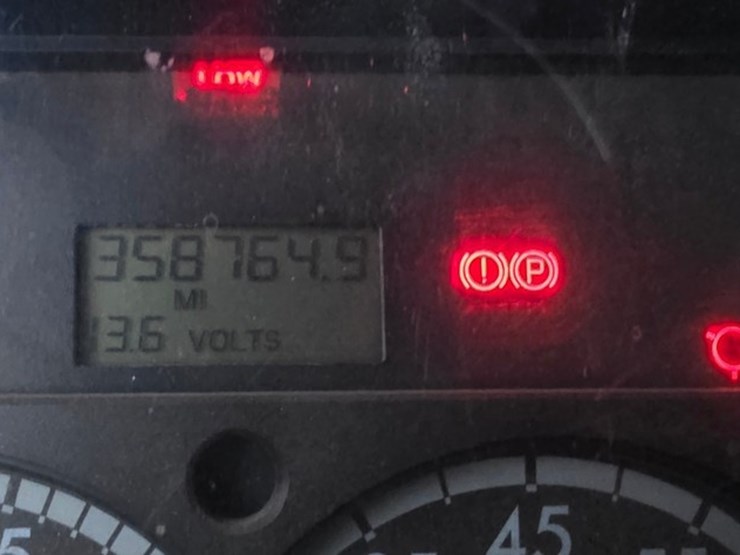 LOW
358764.9
MI
13.6 VOLTS
(!) (P)
45